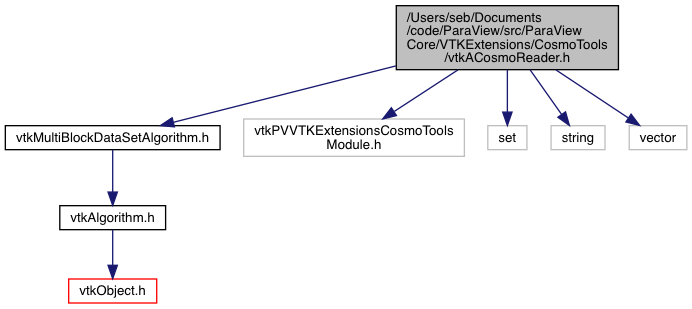 /Users/seb/Documents
/code/ParaView/src/ParaView
Core/VTKExtensions/CosmoTools
/vtkACosmoReader.h
vtkMultiBlockDataSetAlgorithm.h
vtkPVVTKExtensionsCosmoTools
Module.h
set
string
vector
vtkAlgorithm.h
vtkObject.h